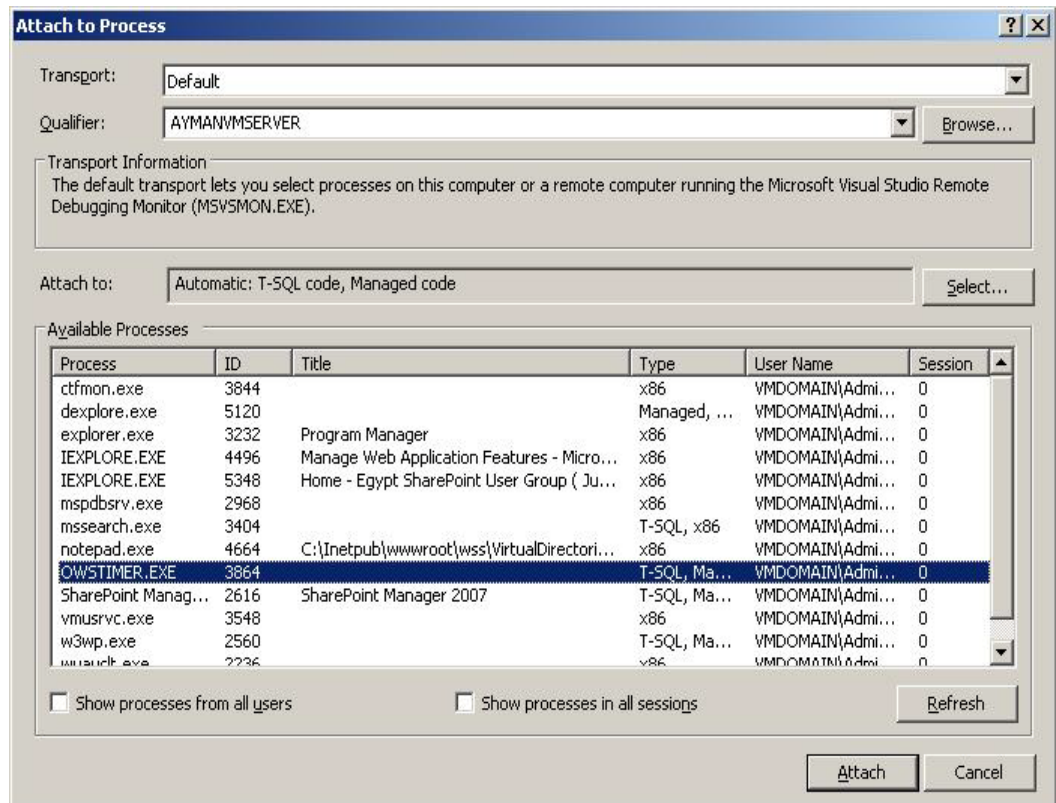 Attach to Process
Transport: Default
Qualifier: AYMANVMSERVER Browse...
Transport Information
The default transport lets you select processes on this computer or a remote computer running the Microsoft Visual Studio Remote
Debugging Monitor (MSVSMON.EXE).
Attach to: Automatic: T-SQL code, Managed code Select...
Available Processes
Process ID Title Type User Name Session
ctfmon.exe 3844 x86 VMDOMAIN\Admi... 0
dexplore.exe 5120 Managed, ... VMDOMAIN\Admi... 0
explorer.exe 3232 Program Manager x86 VMDOMAIN\Admi... 0
IEXPLORE.EXE 4496 Manage Web Application Features - Micro... x86 VMDOMAIN\Admi... 0
IEXPLORE.EXE 5348 Home - Egypt SharePoint User Group ( Ju... x86 VMDOMAIN\Admi... 0
mspdbsrv.exe 2968 x86 VMDOMAIN\Admi... 0
mssearch.exe 3404 T-SQL, x86 VMDOMAIN\Admi... 0
notepad.exe 4664 C:\Inetpub\wwwroot\wss\VirtualDirectori... x86 VMDOMAIN\Admi... 0
OWSTIMER.EXE 3864 T-SQL, Ma... VMDOMAIN\Admi... 0
SharePoint Manag... 2616 SharePoint Manager 2007 T-SQL, Ma... VMDOMAIN\Admi... 0
vmusrvc.exe 3548 x86 VMDOMAIN\Admi... 0
w3wp.exe 2560 T-SQL, Ma... VMDOMAIN\Admi... 0
wuauclt.exe 2236 x86 VMDOMAIN\Admi... 0
Show processes from all users Show processes in all sessions Refresh
Attach Cancel